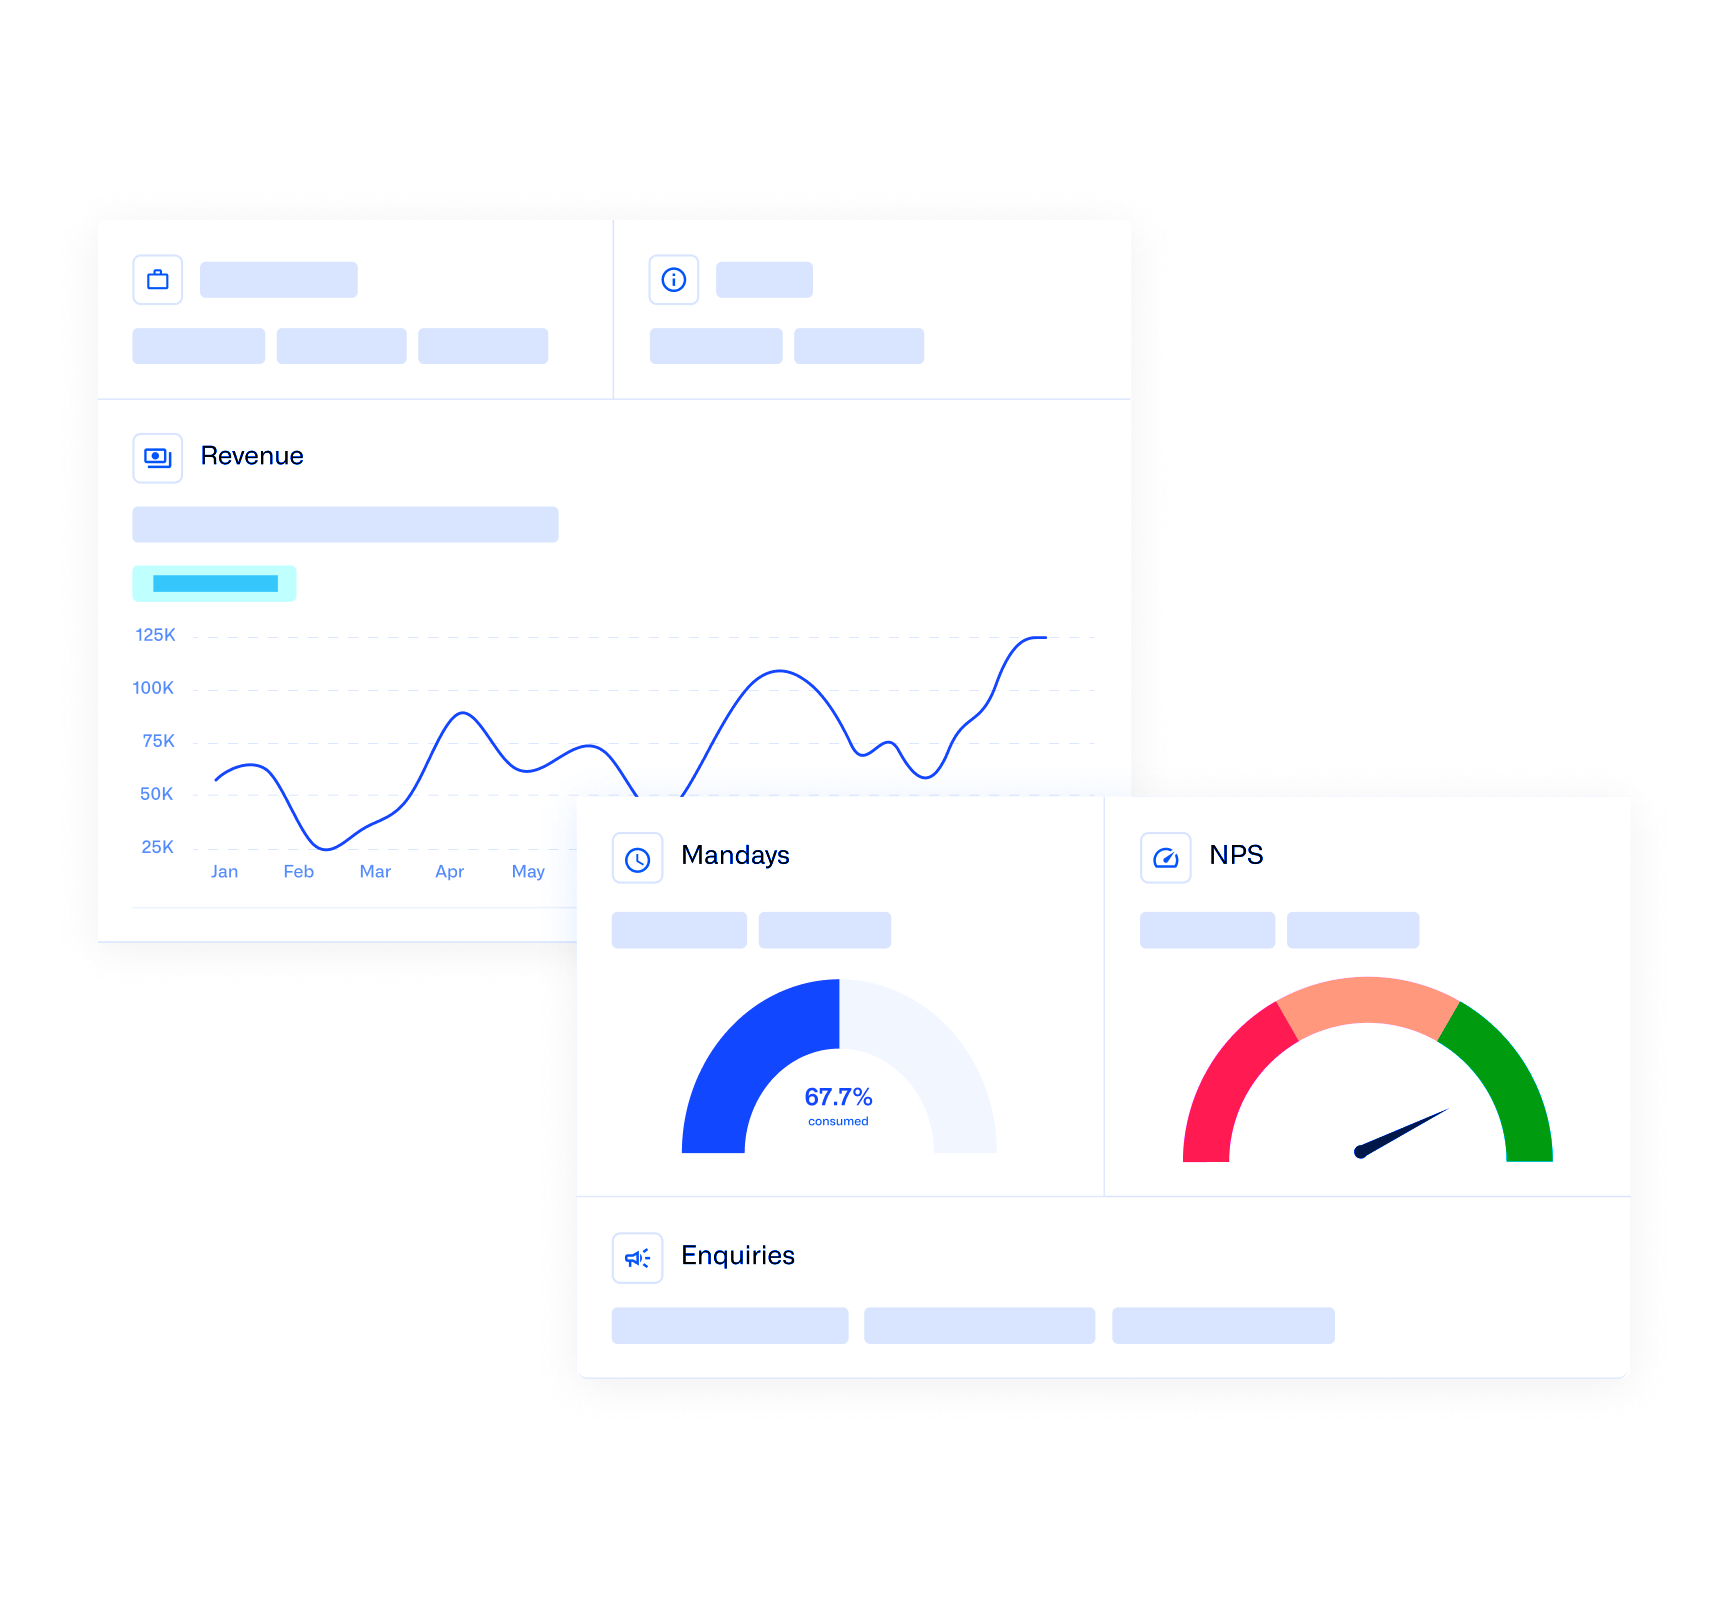 Revenue
125K
100K
75K
50K
25K
Jan Feb Mar Apr May
Mandays
67.7%
consumed
NPS
Enquiries